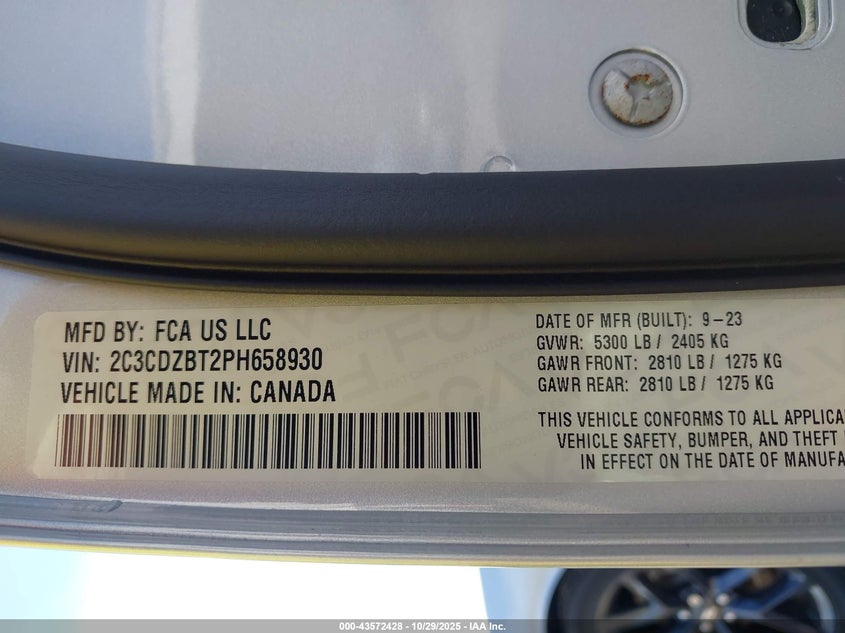 MFD BY: FCA US LLC
VIN: 2C3CDZBT2PH658930
VEHICLE MADE IN: CANADA
DATE OF MFR (BUILT): 9-23
GVWR: 5300 LB / 2405 KG
GAWR FRONT: 2810 LB / 1275 KG
GAWR REAR: 2810 LB / 1275 KG
THIS VEHICLE CONFORMS TO ALL APPLICA
VEHICLE SAFETY, BUMPER, AND THEFT
IN EFFECT ON THE DATE OF MANUFA
000-43572428 - 10/29/2025 - IAA Inc.